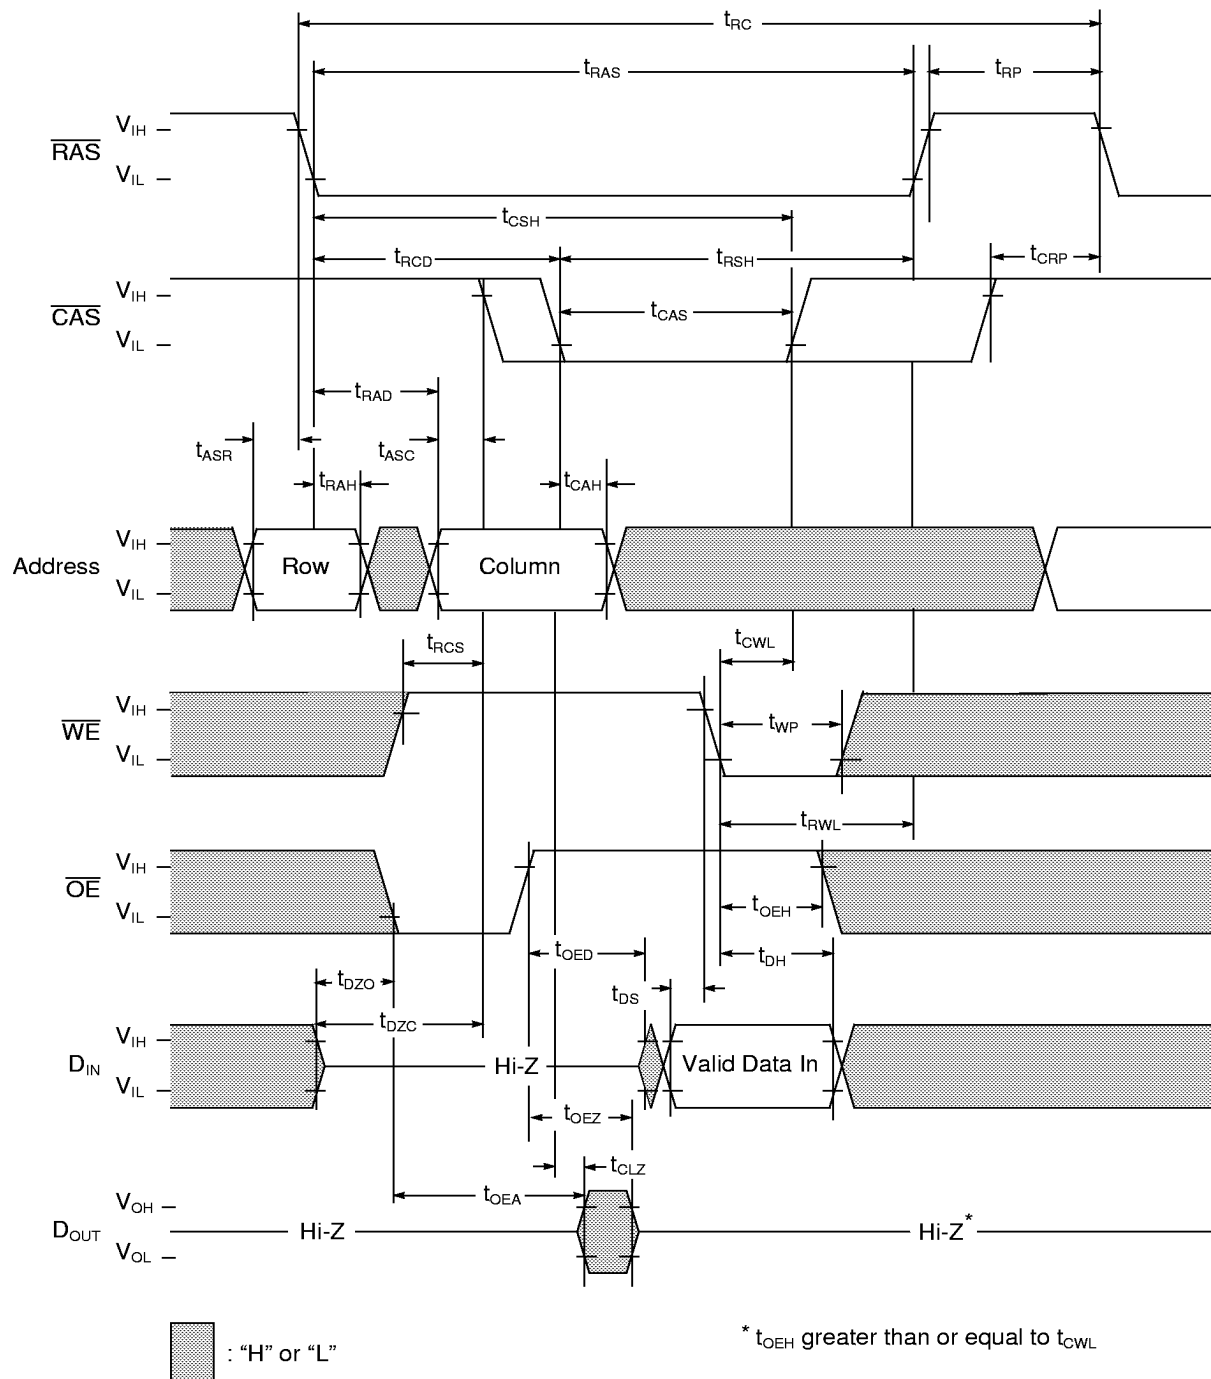 tRC
tRAS tRP
RAS VIH
VIL
tCSH
tRCD tRSH tCRP
CAS VIH
VIL
tCAS
tRAD
tASR tASC
tRAH tCAH
Address VIH
VIL
Row Column
tRCS tCWL
WE VIH
VIL
tWP
tRWL
OE VIH
VIL
tOEH
tOED tDH
tDZO tDS
tDZC
DIN VIH
VIL
Hi-Z Valid Data In
tOEZ
tCLZ
tOEA
DOUT VOH
VOL
Hi-Z Hi-Z*
: “H” or “L”
* tOEH greater than or equal to tCWL